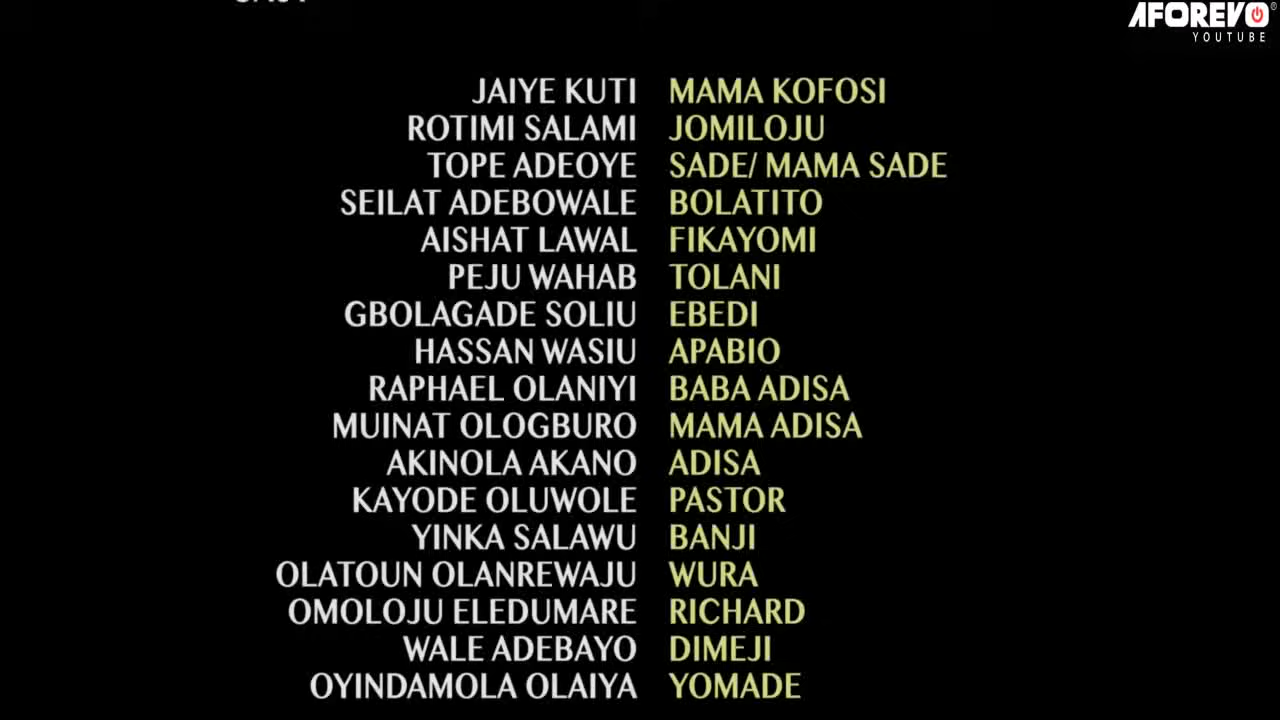 AFOREVO
YOUTUBE
JAIYE KUTI MAMA KOFOSI
ROTIMI SALAMI JOMILOJU
TOPE ADEOYE SADE/ MAMA SADE
SEILAT ADEBOWALE BOLATITO
AISHAT LAWAL FIKAYOMI
PEJU WAHAB TOLANI
GBOLAGADE SOLIU EBEDI
HASSAN WASIU APABIO
RAPHAEL OLANIYI BABA ADISA
MUINAT OLOGBURO MAMA ADISA
AKINOLA AKANO ADISA
KAYODE OLUWOLE PASTOR
YINKA SALAWU BANJI
OLATOUN OLANREWAJU WURA
OMOLOJU ELEDUMARE RICHARD
WALE ADEBAYO DIMEJI
OYINDAMOLA OLAIYA YOMADE